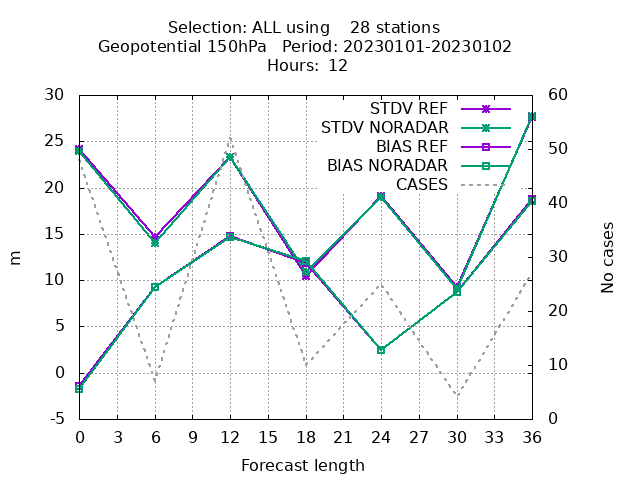 Selection: ALL using    28 stations
Geopotential 150hPa   Period: 20230101-20230102
Hours:  12
30
25
20
15
10
5
0
-5
60
50
40
30
20
10
0
STDV REF
STDV NORADAR
BIAS REF
BIAS NORADAR
CASES
m
No cases
0 3 6 9 12 15 18 21 24 27 30 33 36
Forecast length